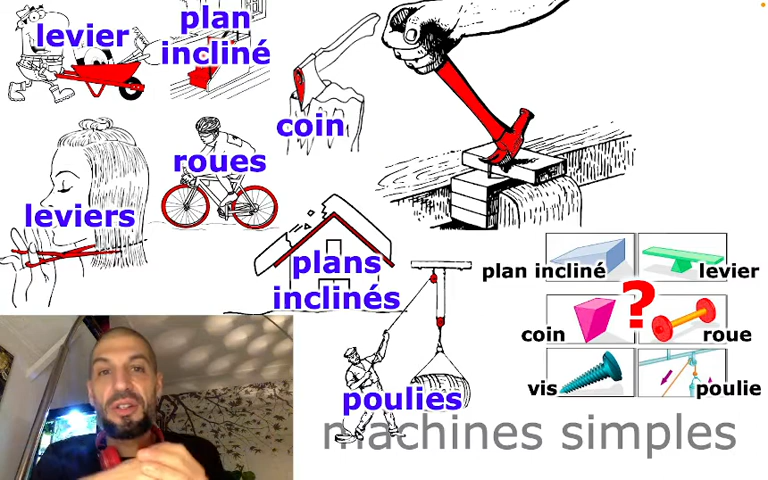 levier
plan
incliné
coin
roues
leviers
plans
inclinés
poulies
plan incliné
levier
?
coin
roue
vis
poulie
machines simples